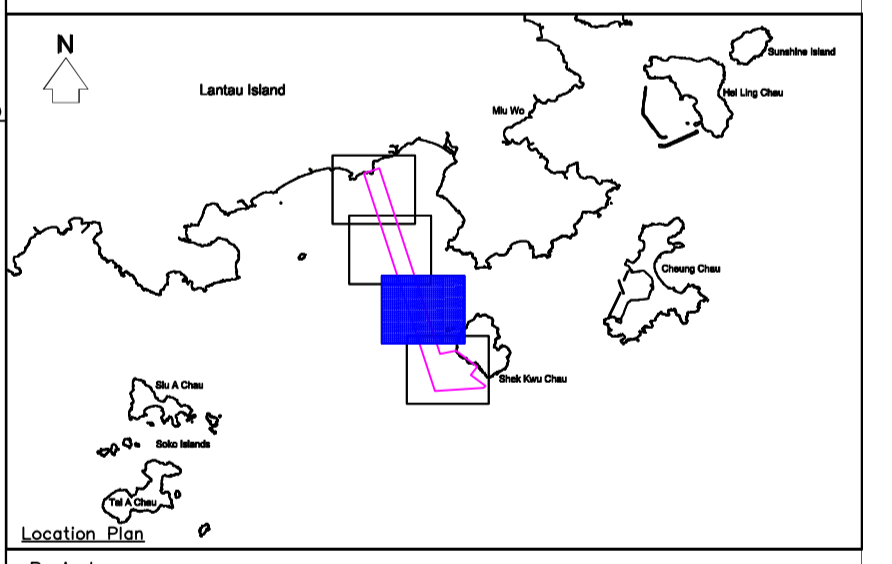 N
Sunshine Island
Lantau Island
Hei Ling Chau
Miu Wo
Cheung Chau
Shek Kwu Chau
Siu A Chau
Soko Islands
Tai A Chau
Location Plan